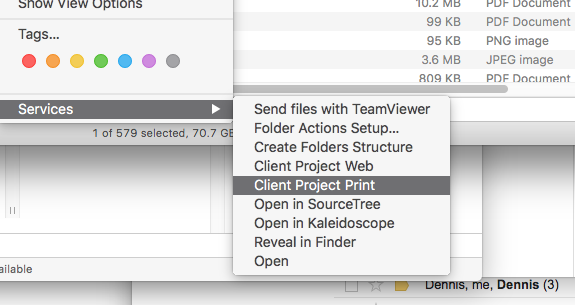 Show View Options
10.2 MB PDF Document
99 KB PDF Document
Tags...
95 KB PNG image
3.6 MB JPEG image
809 KB PDF Document
Services
Send files with TeamViewer
1 of 579 selected, 70.7 GB
Folder Actions Setup...
Create Folders Structure
Client Project Web
Client Project Print
Open in SourceTree
Open in Kaleidoscope
Reveal in Finder
Open
ailable
Dennis, me, Dennis (3)